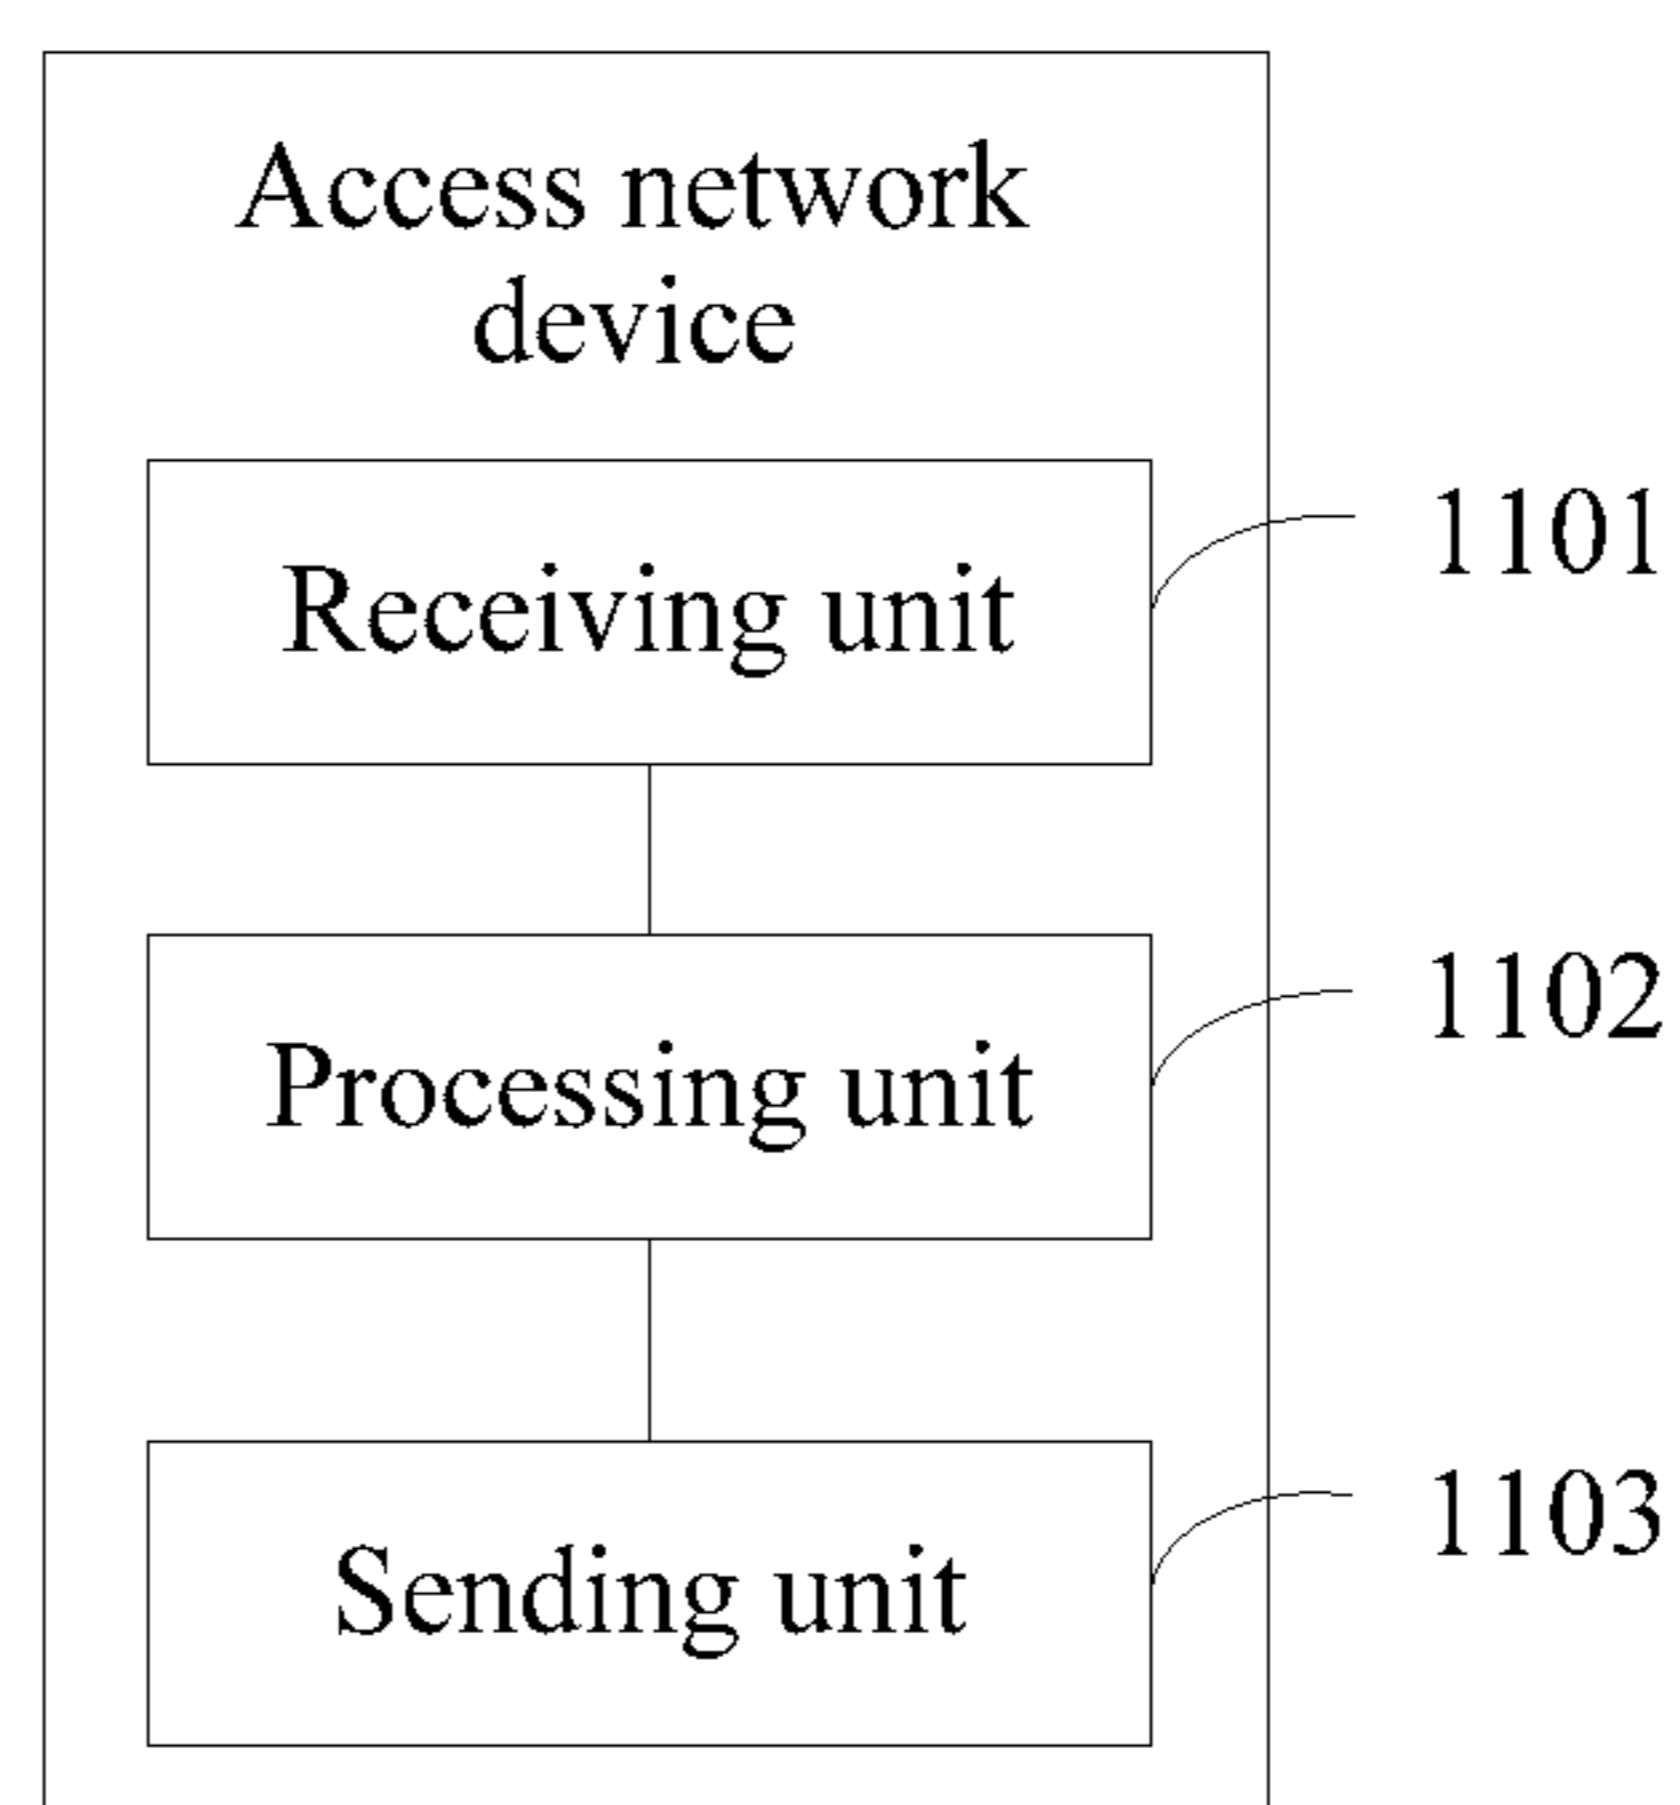 Access network
device
Receiving unit
1101
Processing unit
1102
Sending unit
1103